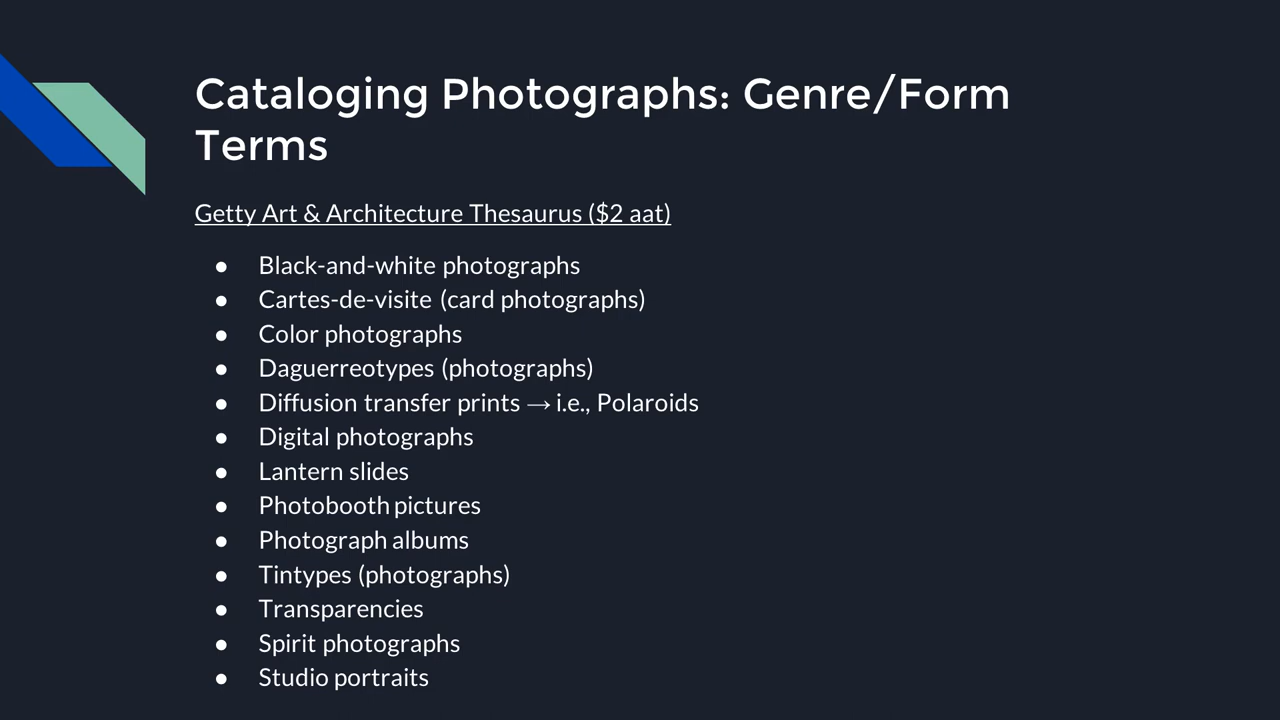 Cataloging Photographs: Genre/Form
Terms
Getty Art & Architecture Thesaurus ($2 aat)
● Black-and-white photographs
● Cartes-de-visite (card photographs)
● Color photographs
● Daguerreotypes (photographs)
● Diffusion transfer prints → i.e., Polaroids
● Digital photographs
● Lantern slides
● Photobooth pictures
● Photograph albums
● Tintypes (photographs)
● Transparencies
● Spirit photographs
● Studio portraits